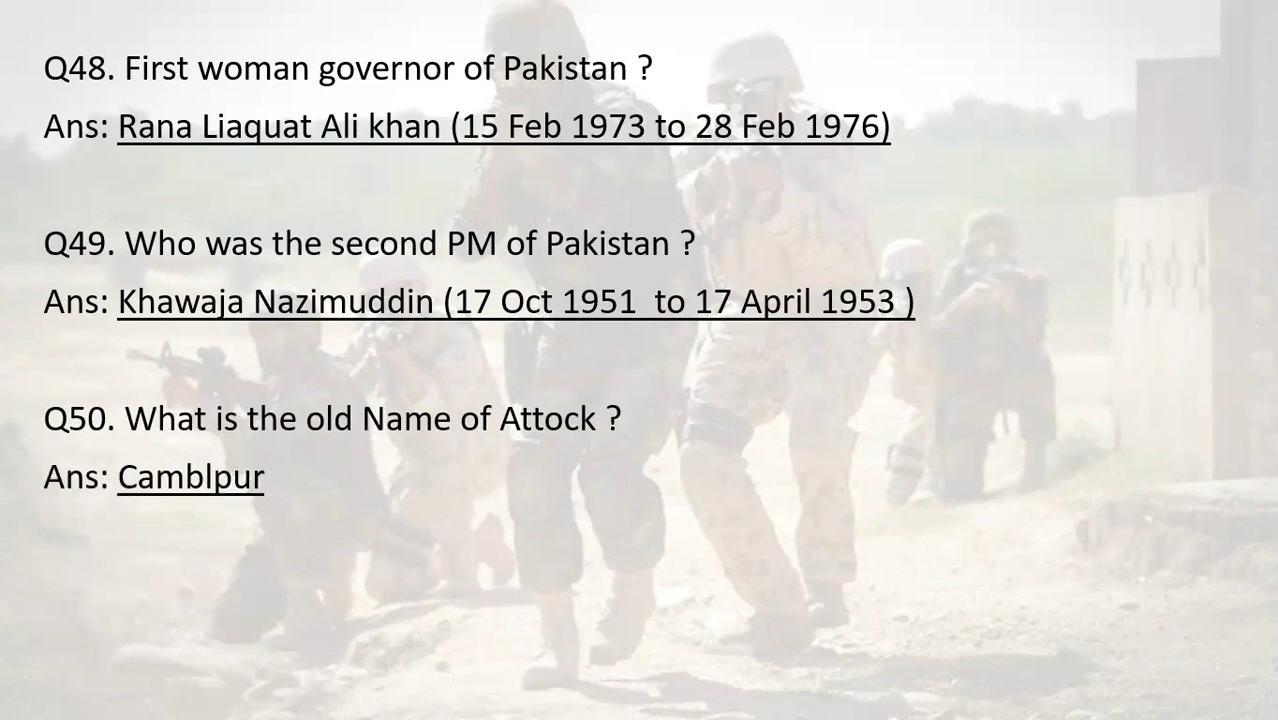 Q48. First woman governor of Pakistan ?
Ans: Rana Liaquat Ali khan (15 Feb 1973 to 28 Feb 1976)
Q49. Who was the second PM of Pakistan ?
Ans: Khawaja Nazimuddin (17 Oct 1951  to 17 April 1953 )
Q50. What is the old Name of Attock ?
Ans: Camblpur